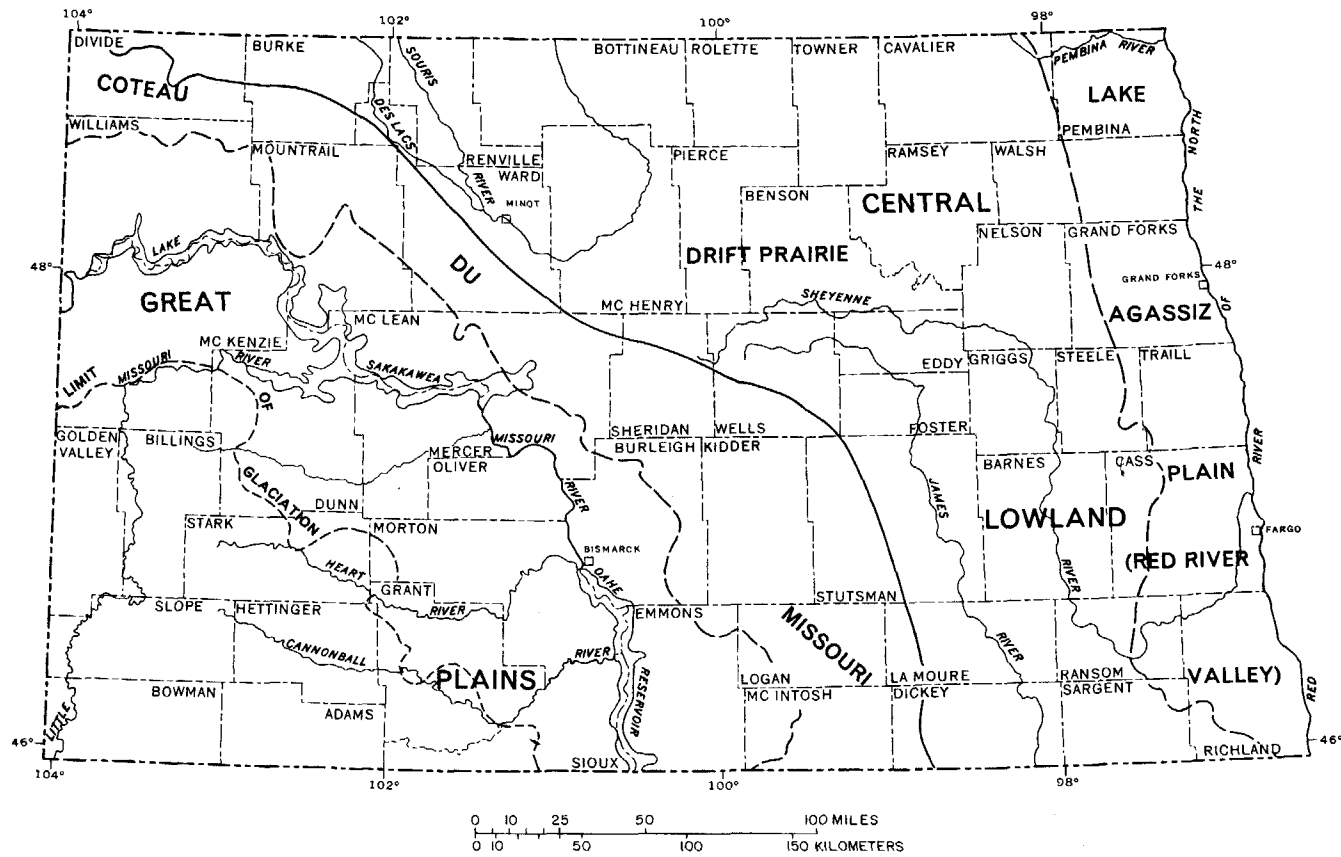 104° 102° 100° 98°
DIVIDE BURKE BOTTINEAU ROLETTE TOWNER CAVALIER
PEMBINA RIVER
SOURIS
COTEAU
DES LACS
RIVER
LAKE
WILLIAMS
PEMBINA
MOUNTRAIL
RENVILLE
WARD
PIERCE
RAMSEY
WALSH
THE NORTH
MINOT
BENSON
CENTRAL
NELSON
GRAND FORKS
DRIFT PRAIRIE
LAKE
DU
48°
48°
GRAND FORKS
GREAT
MC HENRY
SHEYENNE
AGASSIZ
OF
MC LEAN
MC KENZIE
RIVER
SAKAKAWEA
EDDY
GRIGGS
STEELE
TRAILL
LIMIT
MISSOURI
OF
GOLDEN VALLEY
BILLINGS
MERCER
OLIVER
MISSOURI
SHERIDAN
WELLS
FOSTER
BURLEIGH
KIDDER
BARNES
CASS
PLAIN
RIVER
GLACIATION
DUNN
RIVER
JAMES
LOWLAND
STARK
MORTON
FARGO
BISMARCK
(RED RIVER
HEART
GRANT
OAHE
RIVER
RIVER
SLOPE
HETTINGER
EMMONS
STUTSMAN
CANNONBALL
RIVER
MISSOURI
RIVER
PLAINS
LOGAN
LA MOURE
RANSOM
VALLEY)
BOWMAN
RESERVOIR
MC INTOSH
DICKEY
SARGENT
RED
ADAMS
LITTLE
46°
46°
RICHLAND
SIOUX
104° 102° 100° 98°
0 10 25 50 100 MILES
0 10 50 100 150 KILOMETERS